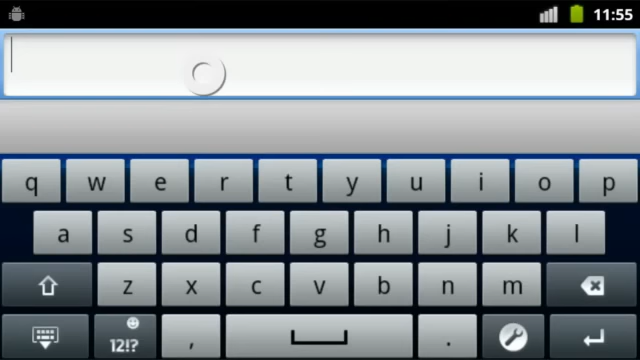 11:55
q w e r t y u i o p
a s d f g h j k l
z x c v b n m
12!? , .